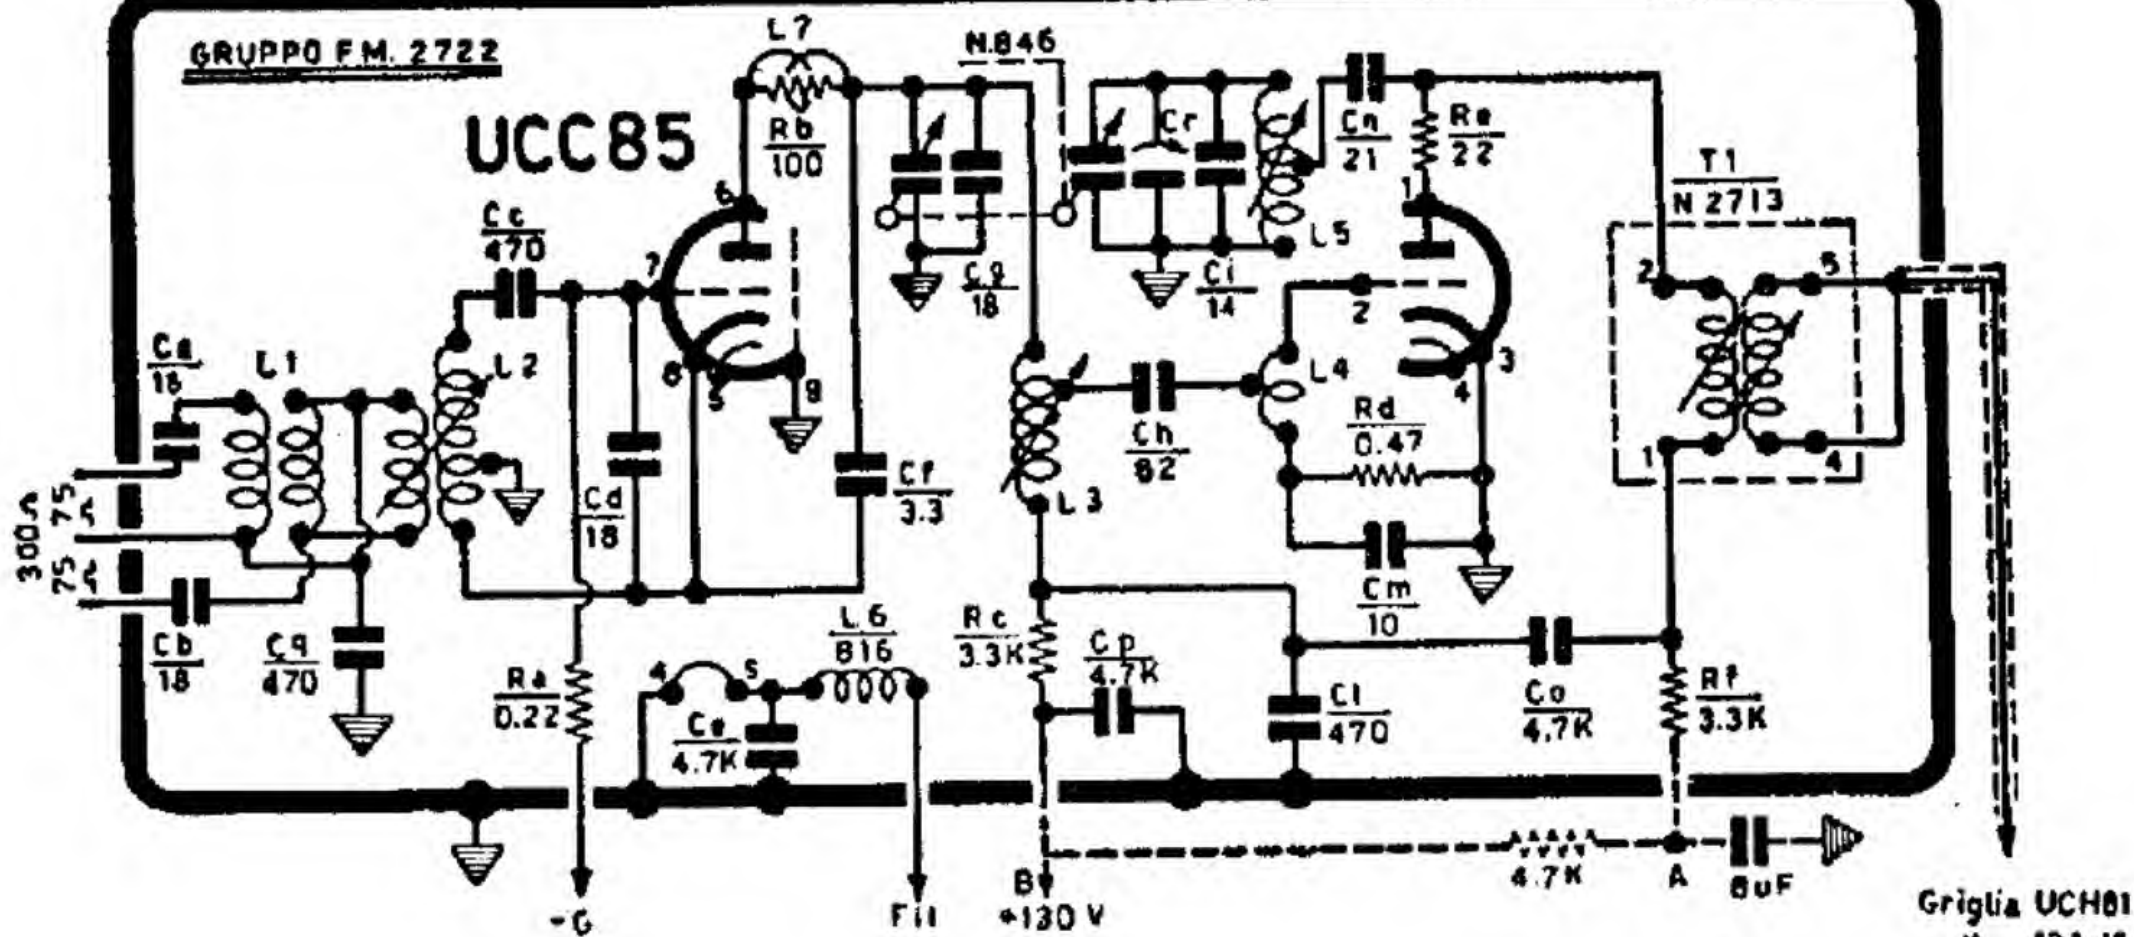 GRUPPO F.M. 2722
UCC85
L7
Rb
100
N.846
Cr
Cn
21
Re
22
T1
N 2713
Cc
470
6
7
8
5
9
Cg
18
Ci
14
L5
1
2
3
4
2
5
1
4
Ca
18
L1
L2
L4
Rd
0.47
Ch
82
L3
Cd
18
Cf
3.3
300Ω
75Ω
75Ω
Cb
18
Cq
470
Cm
10
L6
816
Rc
3.3K
Cp
4.7K
4
5
Ra
0.22
Ce
4.7K
Cl
470
Co
4.7K
Rf
3.3K
-G
Fil
B
+130 V
4.7K
A
8uF
Griglia UCH81